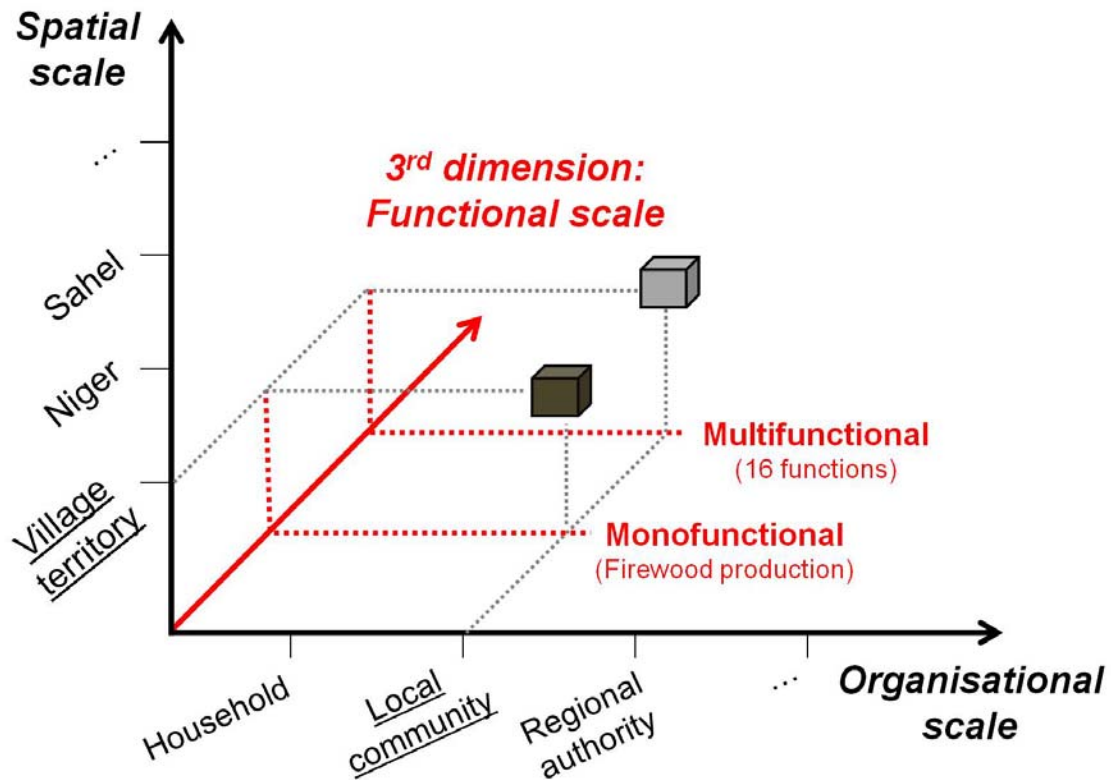 Spatial
scale
...
Sahel
Niger
Village
territory
3rd dimension:
Functional scale
Multifunctional
(16 functions)
Monofunctional
(Firewood production)
Household
Local
community
Regional
authority
...
Organisational
scale